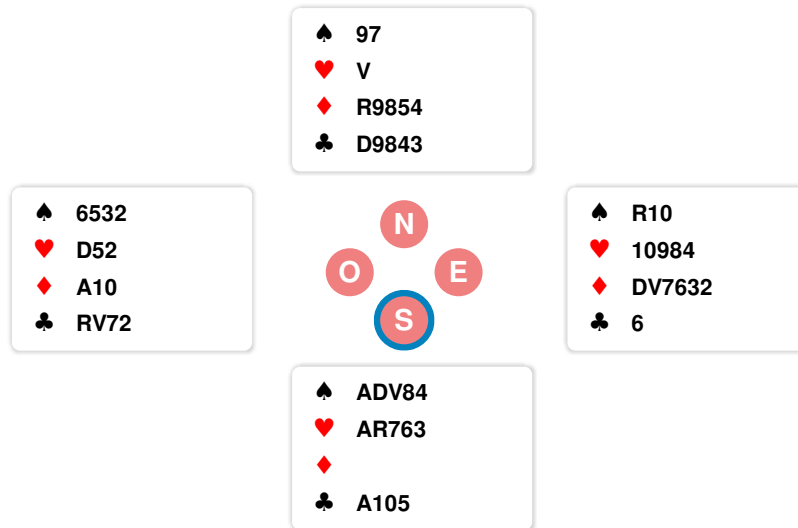 ♠ 97
♥ V
♦ R9854
♣ D9843
♠ 6532
♥ D52
♦ A10
♣ RV72
N
O
E
S
♠ R10
♥ 10984
♦ DV7632
♣ 6
♠ ADV84
♥ AR763
♦
♣ A105